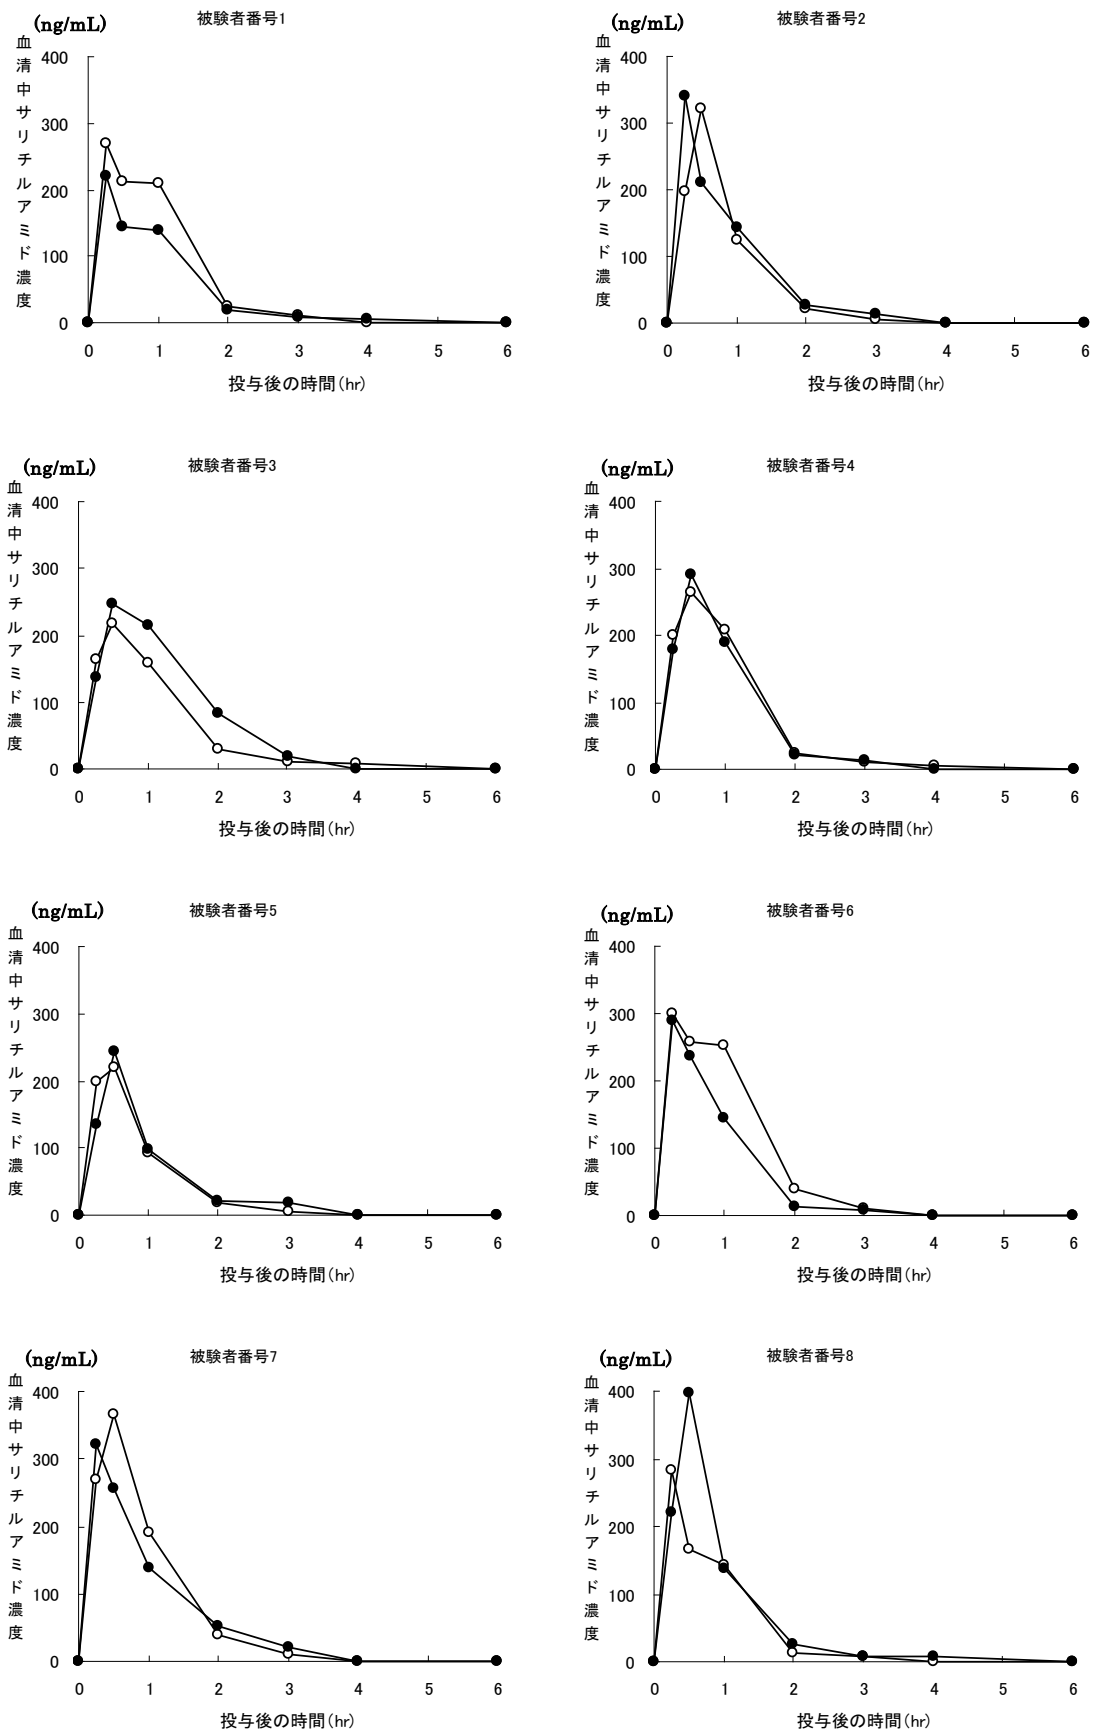 (ng/mL)
被験者番号1
血清中サリチルアミド濃度
400
300
200
100
0
0 1 2 3 4 5 6
投与後の時間(hr)
(ng/mL)
被験者番号2
血清中サリチルアミド濃度
400
300
200
100
0
0 1 2 3 4 5 6
投与後の時間(hr)
(ng/mL)
被験者番号3
血清中サリチルアミド濃度
400
300
200
100
0
0 1 2 3 4 5 6
投与後の時間(hr)
(ng/mL)
被験者番号4
血清中サリチルアミド濃度
400
300
200
100
0
0 1 2 3 4 5 6
投与後の時間(hr)
(ng/mL)
被験者番号5
血清中サリチルアミド濃度
400
300
200
100
0
0 1 2 3 4 5 6
投与後の時間(hr)
(ng/mL)
被験者番号6
血清中サリチルアミド濃度
400
300
200
100
0
0 1 2 3 4 5 6
投与後の時間(hr)
(ng/mL)
被験者番号7
血清中サリチルアミド濃度
400
300
200
100
0
0 1 2 3 4 5 6
投与後の時間(hr)
(ng/mL)
被験者番号8
血清中サリチルアミド濃度
400
300
200
100
0
0 1 2 3 4 5 6
投与後の時間(hr)